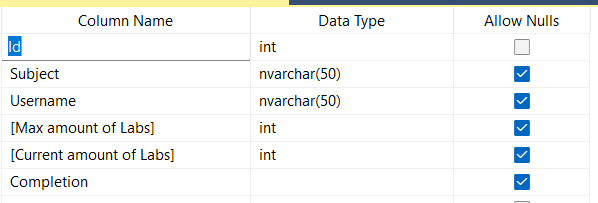 Column Name Data Type Allow Nulls
Id int
Subject nvarchar(50)
Username nvarchar(50)
[Max amount of Labs] int
[Current amount of Labs] int
Completion